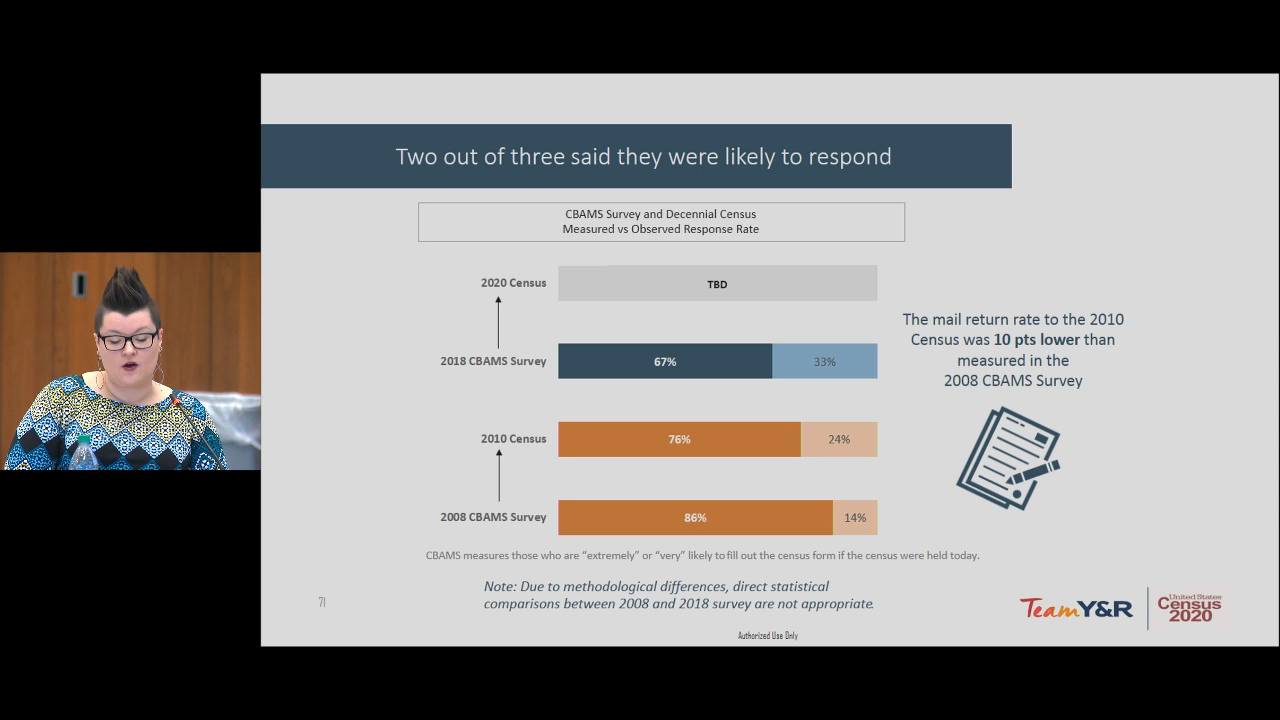 Two out of three said they were likely to respond
CBAMS Survey and Decennial Census
Measured vs Observed Response Rate
2020 Census
TBD
2018 CBAMS Survey
67%
33%
2010 Census
76%
24%
2008 CBAMS Survey
86%
14%
The mail return rate to the 2010
Census was 10 pts lower than
measured in the
2008 CBAMS Survey
CBAMS measures those who are “extremely” or “very” likely to fill out the census form if the census were held today.
Note: Due to methodological differences, direct statistical
comparisons between 2008 and 2018 survey are not appropriate.
71
TeamY&R
United States
Census
2020
Authorized Use Only